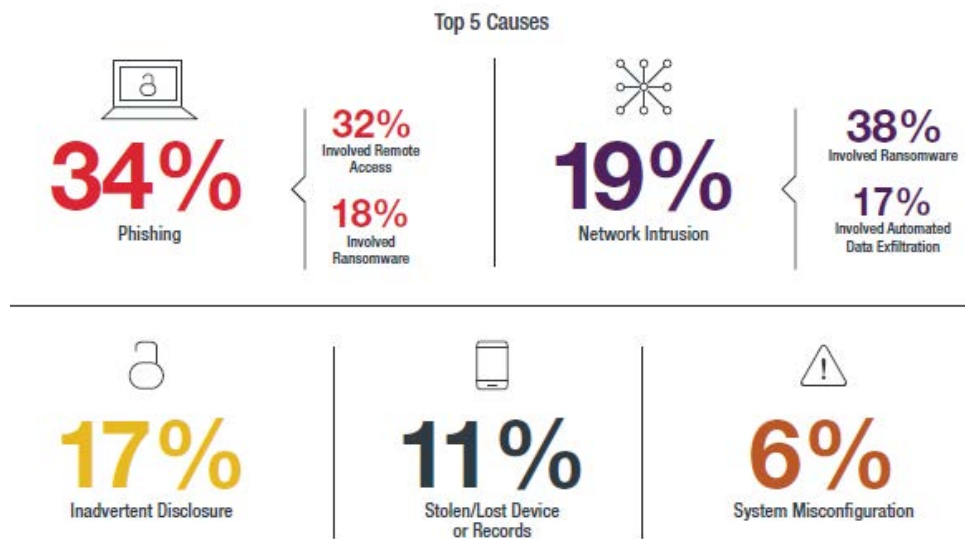 Top 5 Causes
34%
Phishing
32%
Involved Remote
Access
18%
Involved
Ransomware
19%
Network Intrusion
38%
Involved Ransomware
17%
Involved Automated
Data Exfiltration
17%
Inadvertent Disclosure
11%
Stolen/Lost Device
or Records
6%
System Misconfiguration